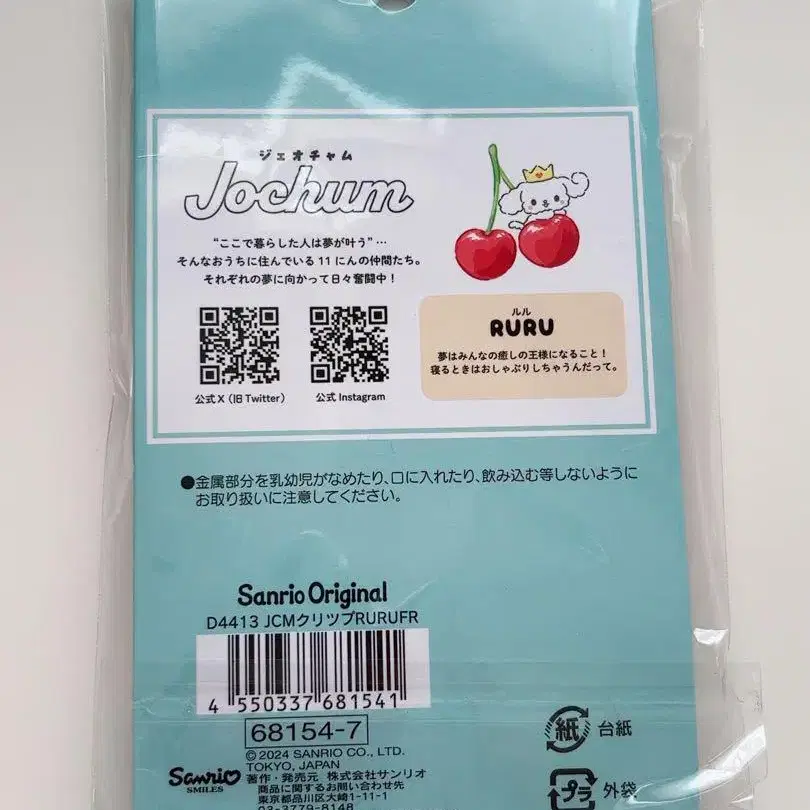 ジェオチャム
Jochum
“ここで暮らした人は夢が叶う”…
そんなおうちに住んでいる 11 にんの仲間たち。
それぞれの夢に向かって日々奮闘中！
公式 X（旧 Twitter）
公式 Instagram
ルル
RURU
夢はみんなの癒しの王様になること！
寝るときはおしゃぶりしちゃうんだって。
●金属部分を乳幼児がなめたり、口に入れたり、飲み込む等しないように
お取り扱いに注意してください。
Sanrio Original
D4413 JCMクリツプRURUFR
4 550337 681541
68154-7
©2024 SANRIO CO., LTD.
TOKYO, JAPAN
Sanrio
SMILES
著作・発売元 株式会社サンリオ
商品に関するお問い合わせ先
東京都品川区大崎1-11-1
03-3779-8148
紙 台紙
プラ 外袋